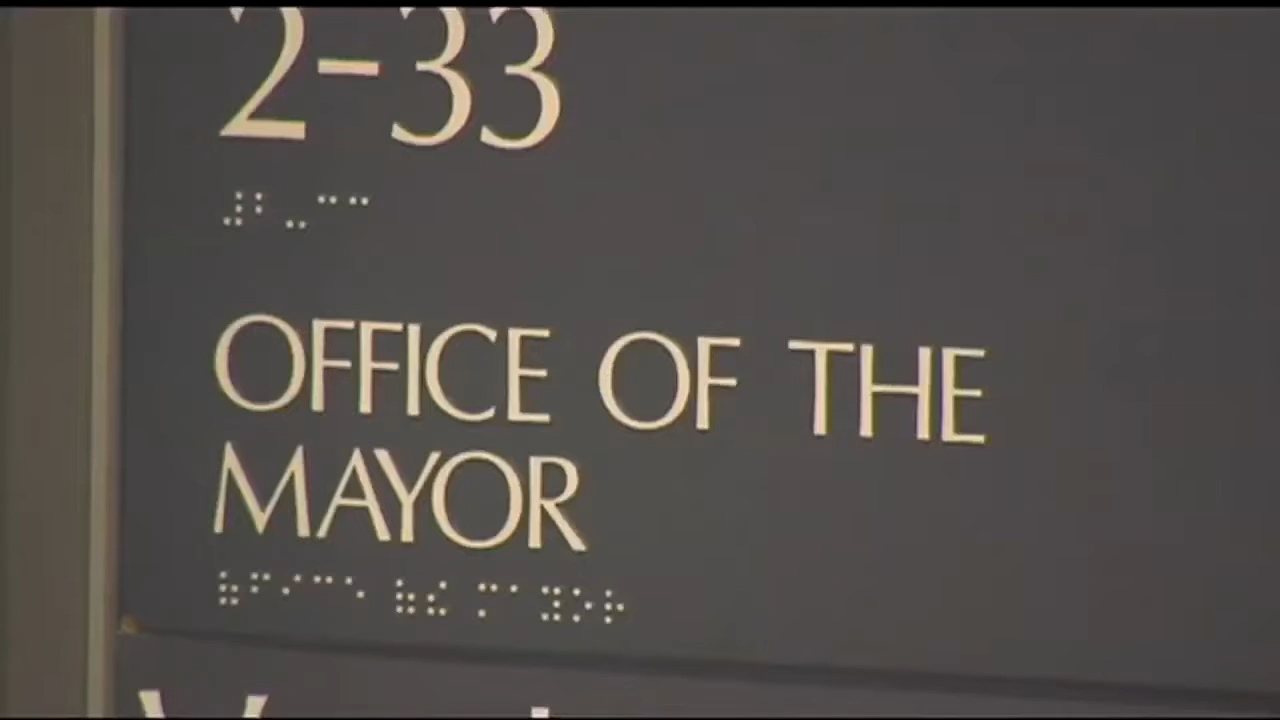 2-33
⠼⠃⠤⠉⠉
OFFICE OF THE
MAYOR
⠷⠋⠊⠉⠑ ⠷⠮ ⠍⠁⠽⠕⠗